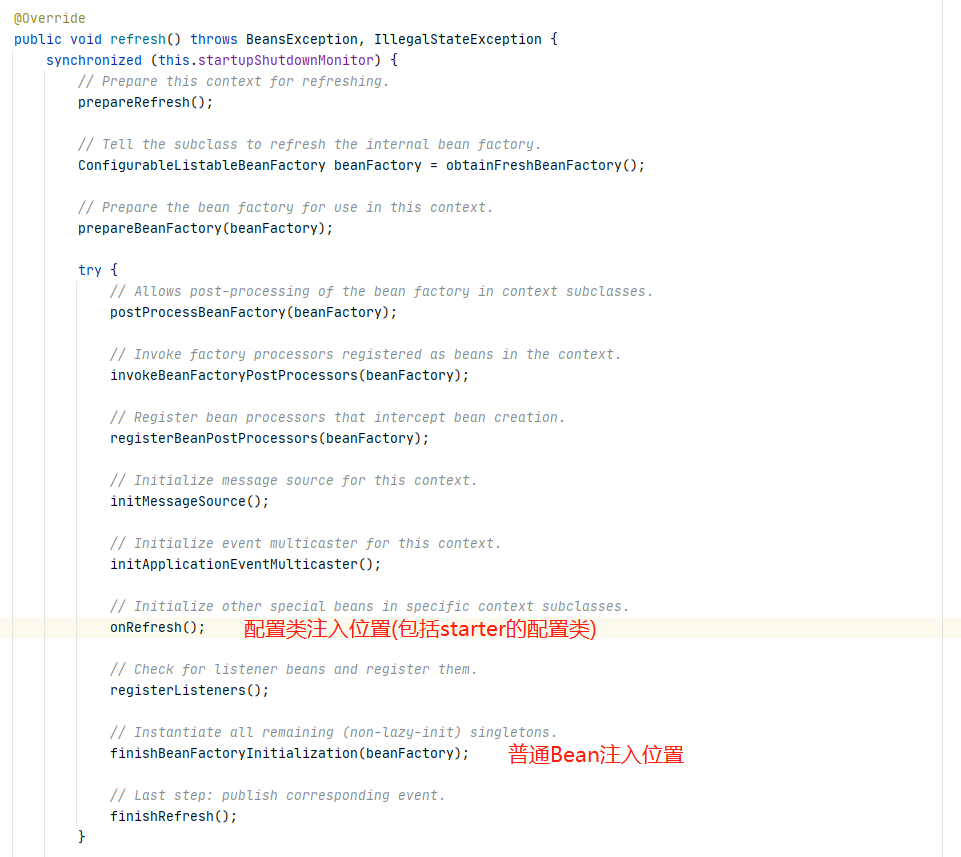 @Override
public void refresh() throws BeansException, IllegalStateException {
synchronized (this.startupShutdownMonitor) {
// Prepare this context for refreshing.
prepareRefresh();
// Tell the subclass to refresh the internal bean factory.
ConfigurableListableBeanFactory beanFactory = obtainFreshBeanFactory();
// Prepare the bean factory for use in this context.
prepareBeanFactory(beanFactory);
try {
// Allows post-processing of the bean factory in context subclasses.
postProcessBeanFactory(beanFactory);
// Invoke factory processors registered as beans in the context.
invokeBeanFactoryPostProcessors(beanFactory);
// Register bean processors that intercept bean creation.
registerBeanPostProcessors(beanFactory);
// Initialize message source for this context.
initMessageSource();
// Initialize event multicaster for this context.
initApplicationEventMulticaster();
// Initialize other special beans in specific context subclasses.
onRefresh(); 配置类注入位置(包括starter的配置类)
// Check for listener beans and register them.
registerListeners();
// Instantiate all remaining (non-lazy-init) singletons.
finishBeanFactoryInitialization(beanFactory); 普通Bean注入位置
// Last step: publish corresponding event.
finishRefresh();
}